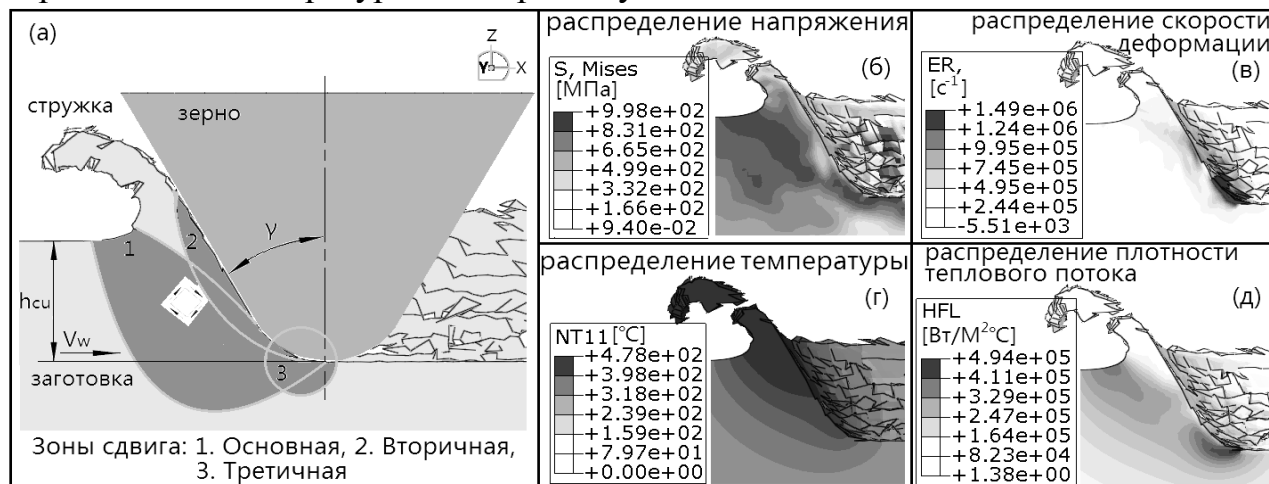 (а)
Z
Y
X
стружка
зерно
1
2
γ
hcu
Vw
3
заготовка
Зоны сдвига: 1. Основная, 2. Вторичная,
3. Третичная
распределение напряжения
(б)
S, Mises
[МПа]
+9.98e+02
+8.31e+02
+6.65e+02
+4.99e+02
+3.32e+02
+1.66e+02
+9.40e-02
распределение скорости
деформации
(в)
ER,
[с-1]
+1.49e+06
+1.24e+06
+9.95e+05
+7.45e+05
+4.95e+05
+2.44e+05
-5.51e+03
распределение температуры
(г)
NT11 [°C]
+4.78e+02
+3.98e+02
+3.18e+02
+2.39e+02
+1.59e+02
+7.97e+01
+0.00e+00
распределение плотности
теплового потока
(д)
HFL
[Вт/М²°С]
+4.94e+05
+4.11e+05
+3.29e+05
+2.47e+05
+1.64e+05
+8.23e+04
+1.38e+00